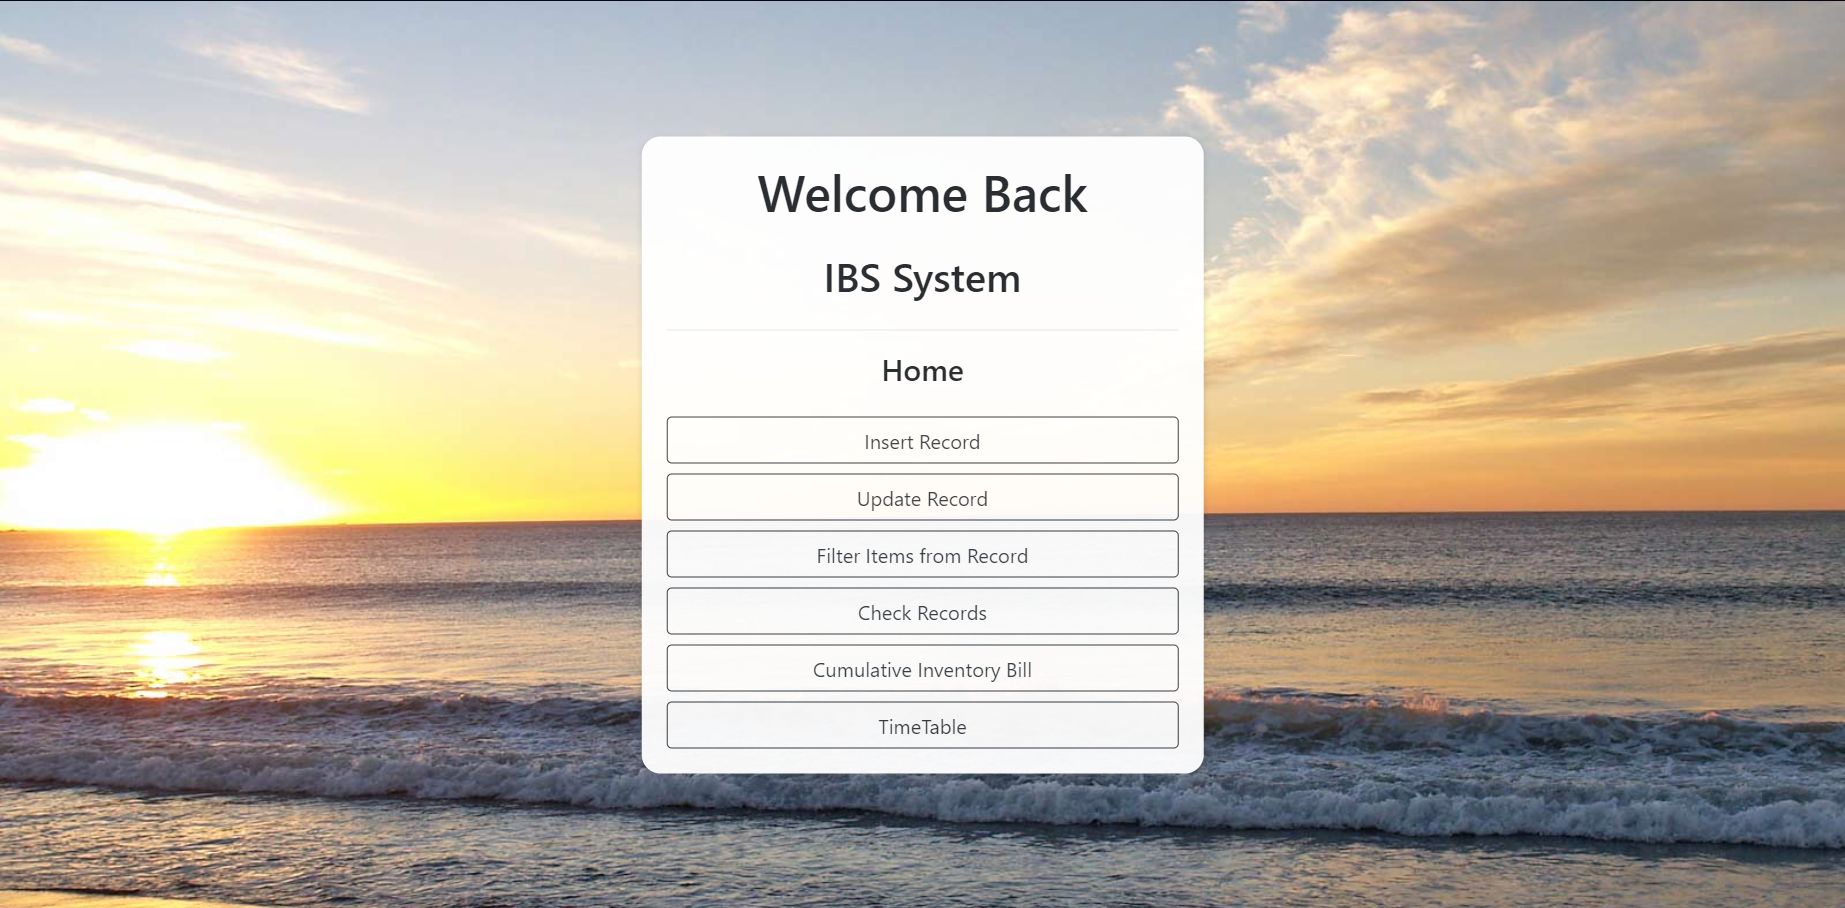 Welcome Back
IBS System
Home
Insert Record
Update Record
Filter Items from Record
Check Records
Cumulative Inventory Bill
TimeTable